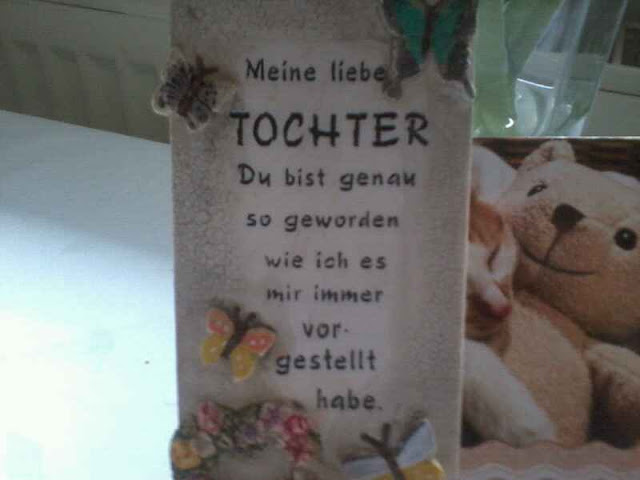 Meine liebe
TOCHTER
Du bist genau
so geworden
wie ich es
mir immer
vor-
gestellt
habe.